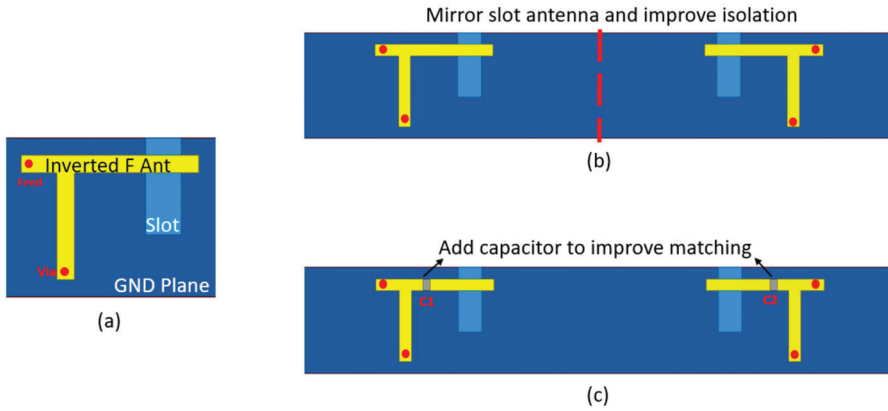 Mirror slot antenna and improve isolation
(b)
Inverted F Ant
Feed
Slot
Via
GND Plane
(a)
Add capacitor to improve matching
C1
C2
(c)